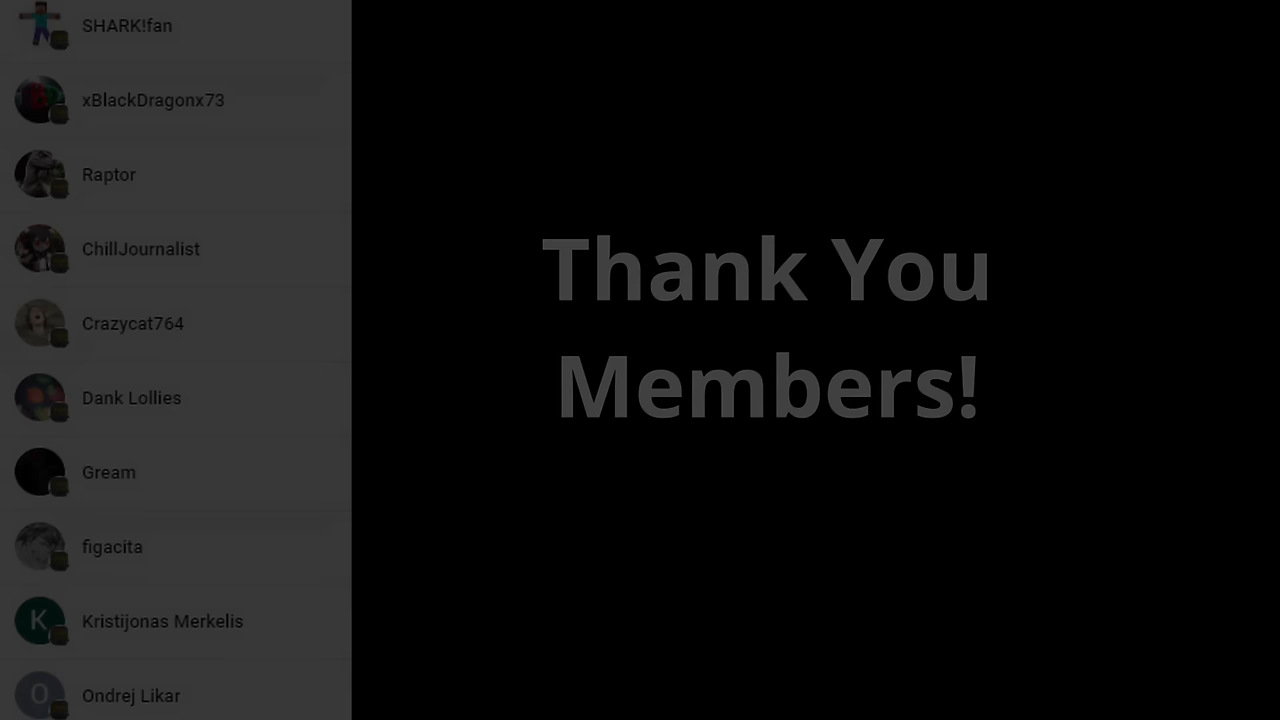 SHARK!fan
xBlackDragonx73
Raptor
ChillJournalist
Crazycat764
Dank Lollies
Gream
figacita
K
Kristijonas Merkelis
O
Ondrej Likar
Thank You
Members!